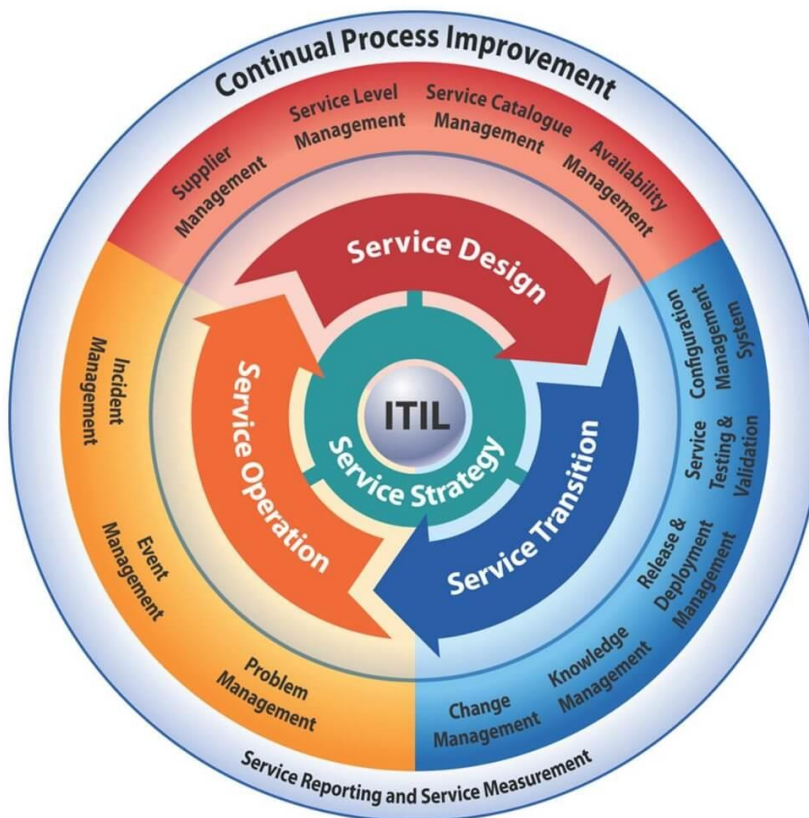 Continual Process Improvement
Supplier
Management
Service Level
Management
Service Catalogue
Management
Availability
Management
Configuration
Management
System
Service
Testing &
Validation
Release &
Deployment
Management
Knowledge
Management
Change
Management
Problem
Management
Event
Management
Incident
Management
Service Design
Service Transition
Service Operation
Service Strategy
ITIL
Service Reporting and Service Measurement